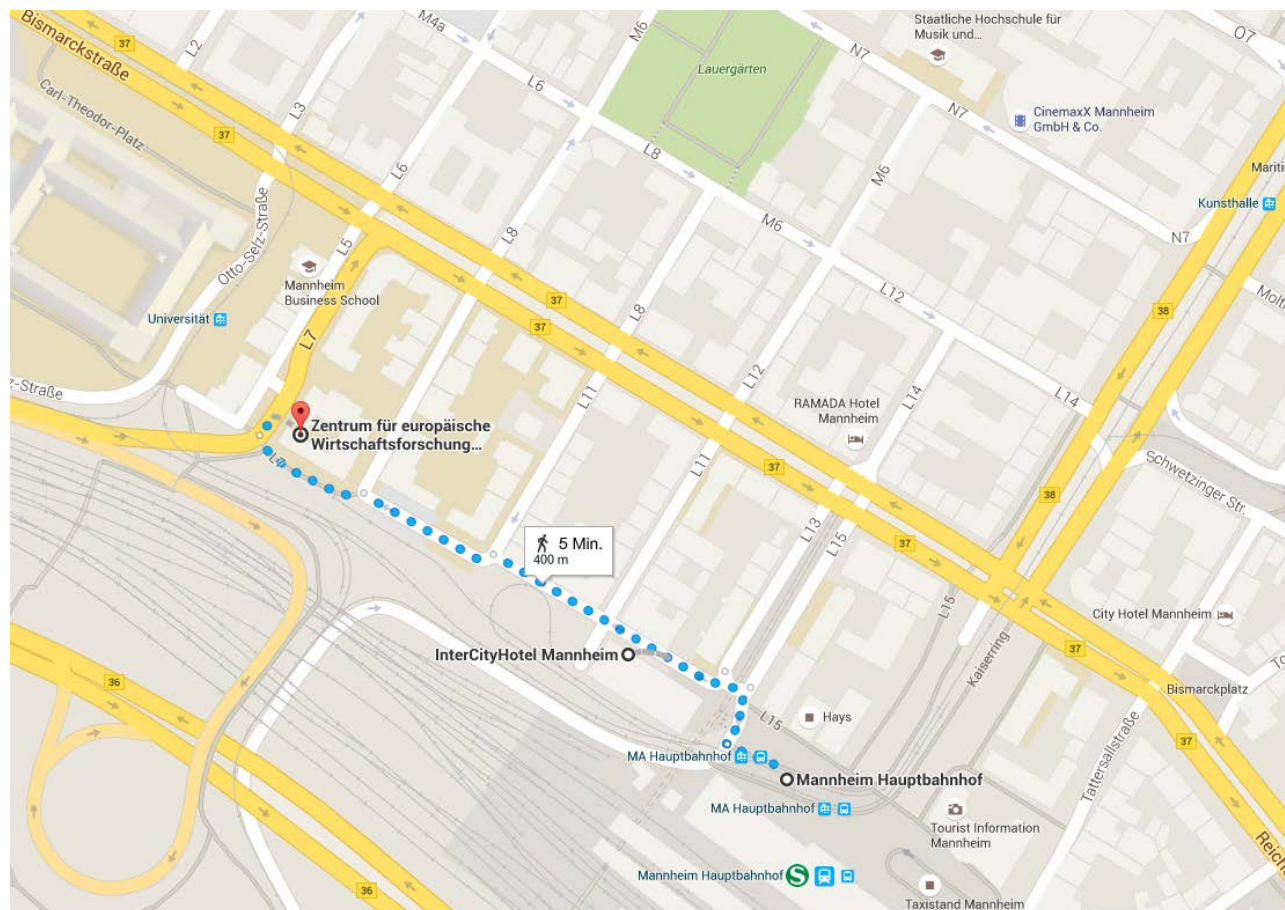 Bismarckstraße
37
L2
M4a
M6
Staatliche Hochschule für
Musik und...
O7
Carl-Theodor-Platz
L3
L6
Lauergärten
N7
N7
CinemaxX Mannheim
GmbH & Co.
37
L6
L8
M6
Mariti
Kunsthalle
Otto-Selz-Straße
L5
L8
M6
N7
Mannheim
Business School
L12
Universität
37
37
L8
38
L7
L12
RAMADA Hotel
Mannheim
L14
L14
z-Straße
L11
Zentrum für europäische
Wirtschaftsforschung...
L11
37
Schwetzinger Str.
38
L13
L15
37
5 Min.
400 m
L15
City Hotel Mannheim
InterCityHotel Mannheim
Kaiserring
37
36
Bismarckplatz
L15
Hays
37
MA Hauptbahnhof
Mannheim Hauptbahnhof
Tattersallstraße
MA Hauptbahnhof
Tourist Information
Mannheim
Reichs
Mannheim Hauptbahnhof
S
36
Taxistand Mannheim